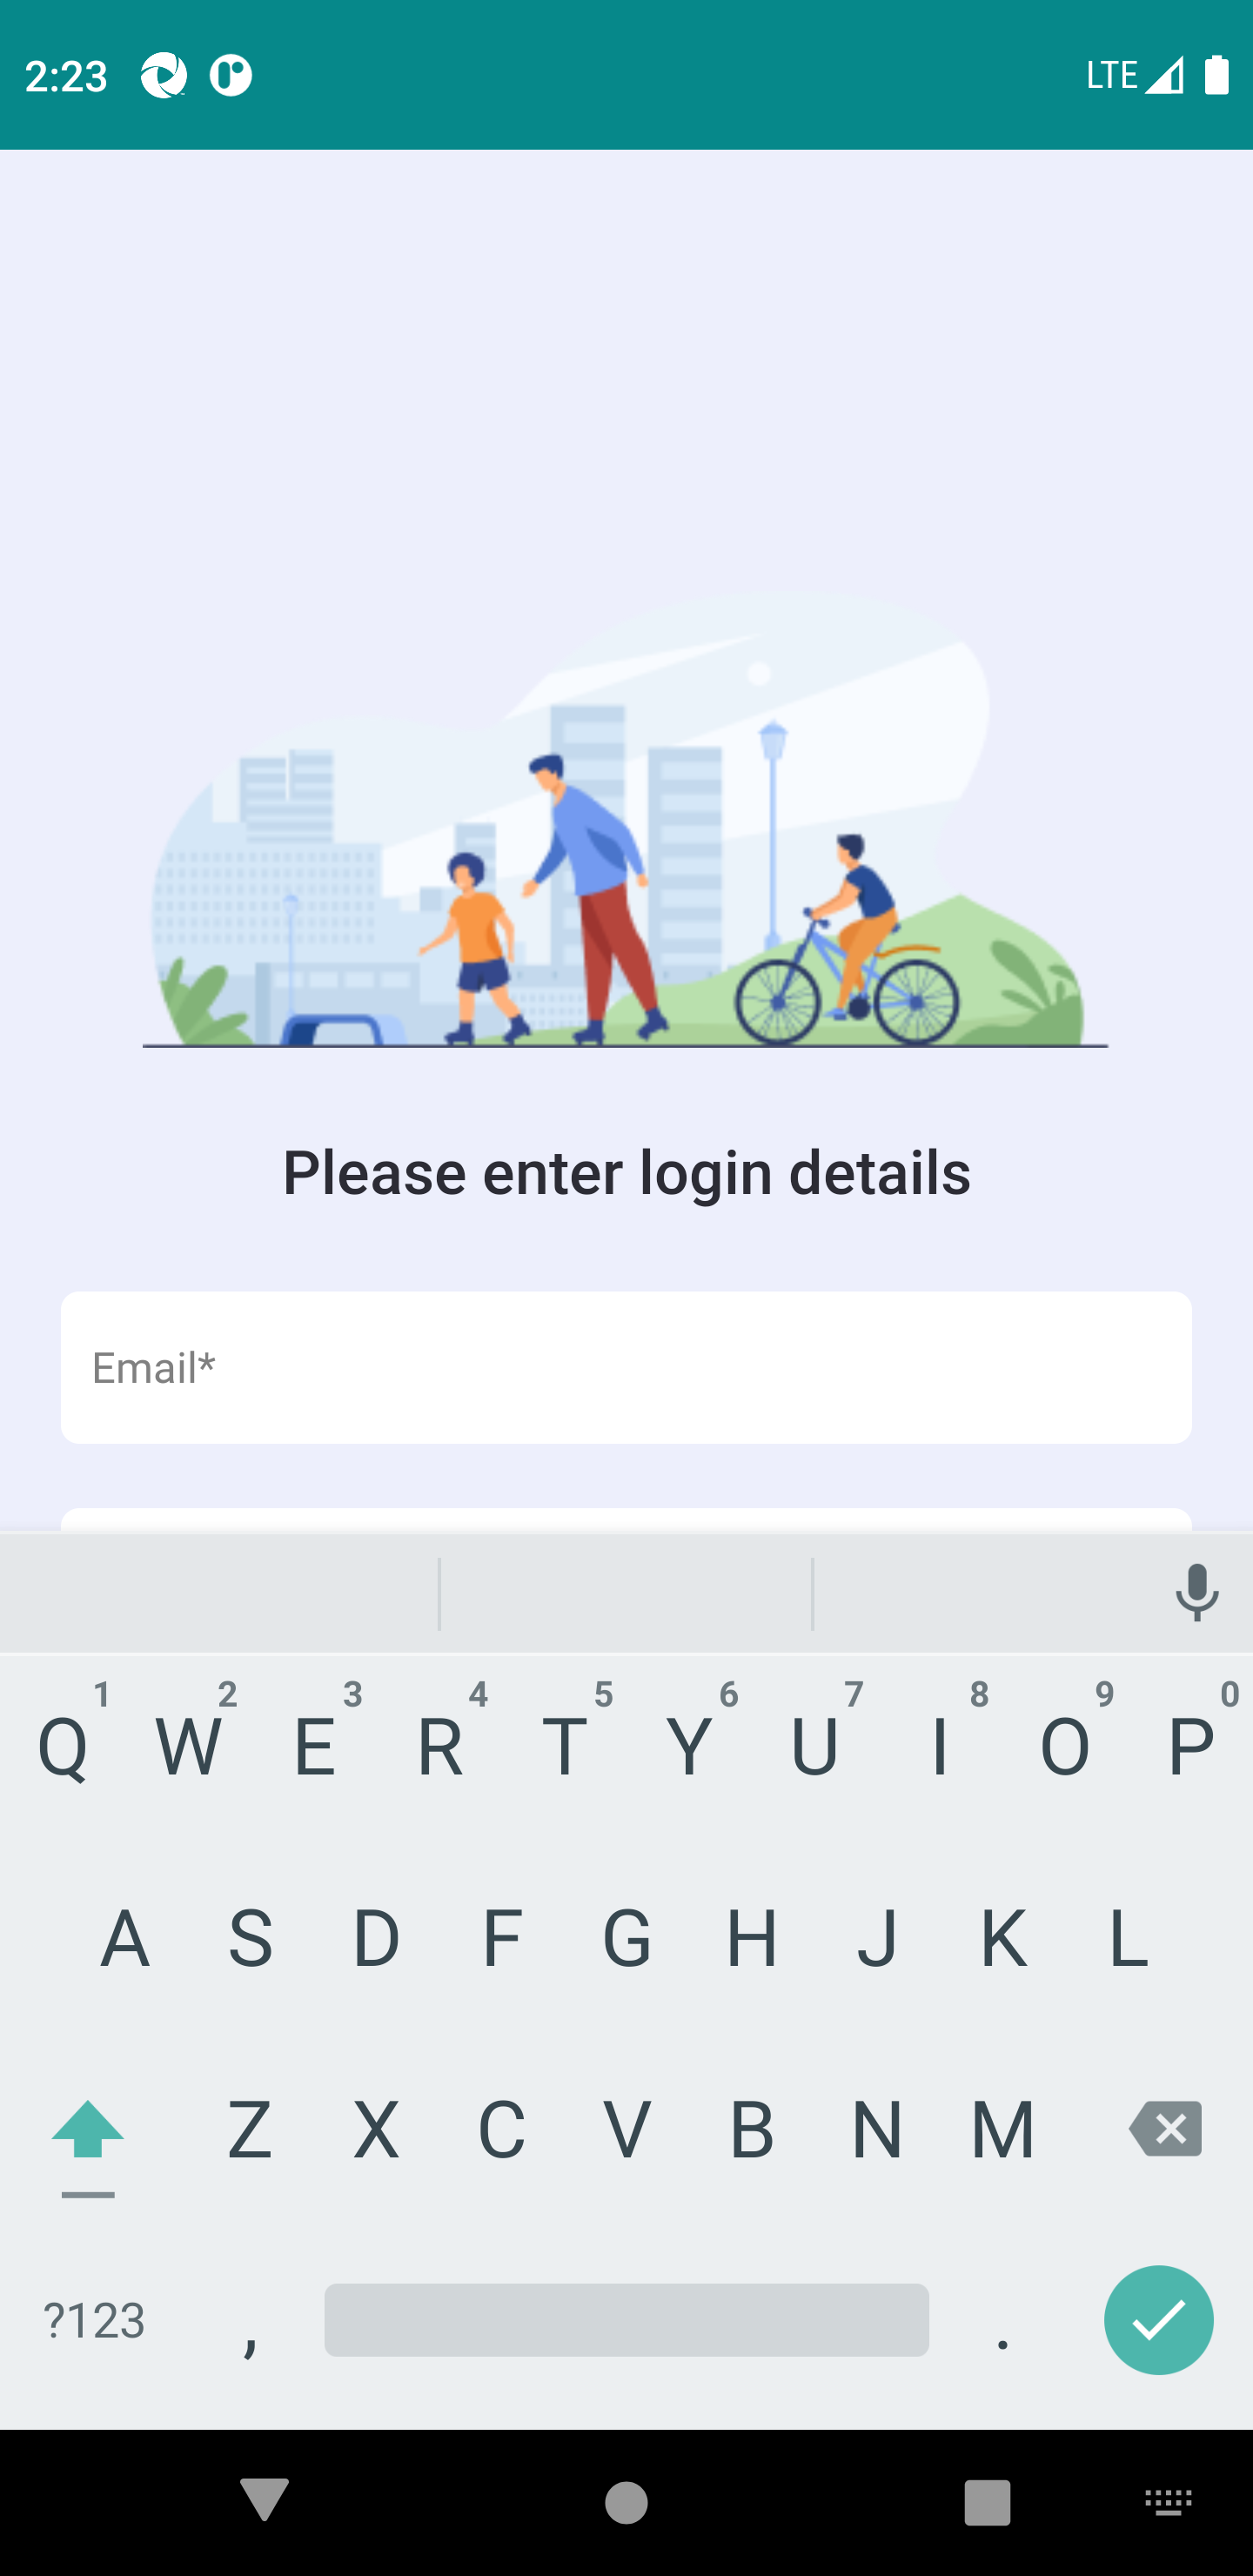 2:23 LTE
Please enter login details
Email*
1 2 3 4 5 6 7 8 9 0
Q W E R T Y U I O P
A S D F G H J K L
Z X C V B N M
?123 , .